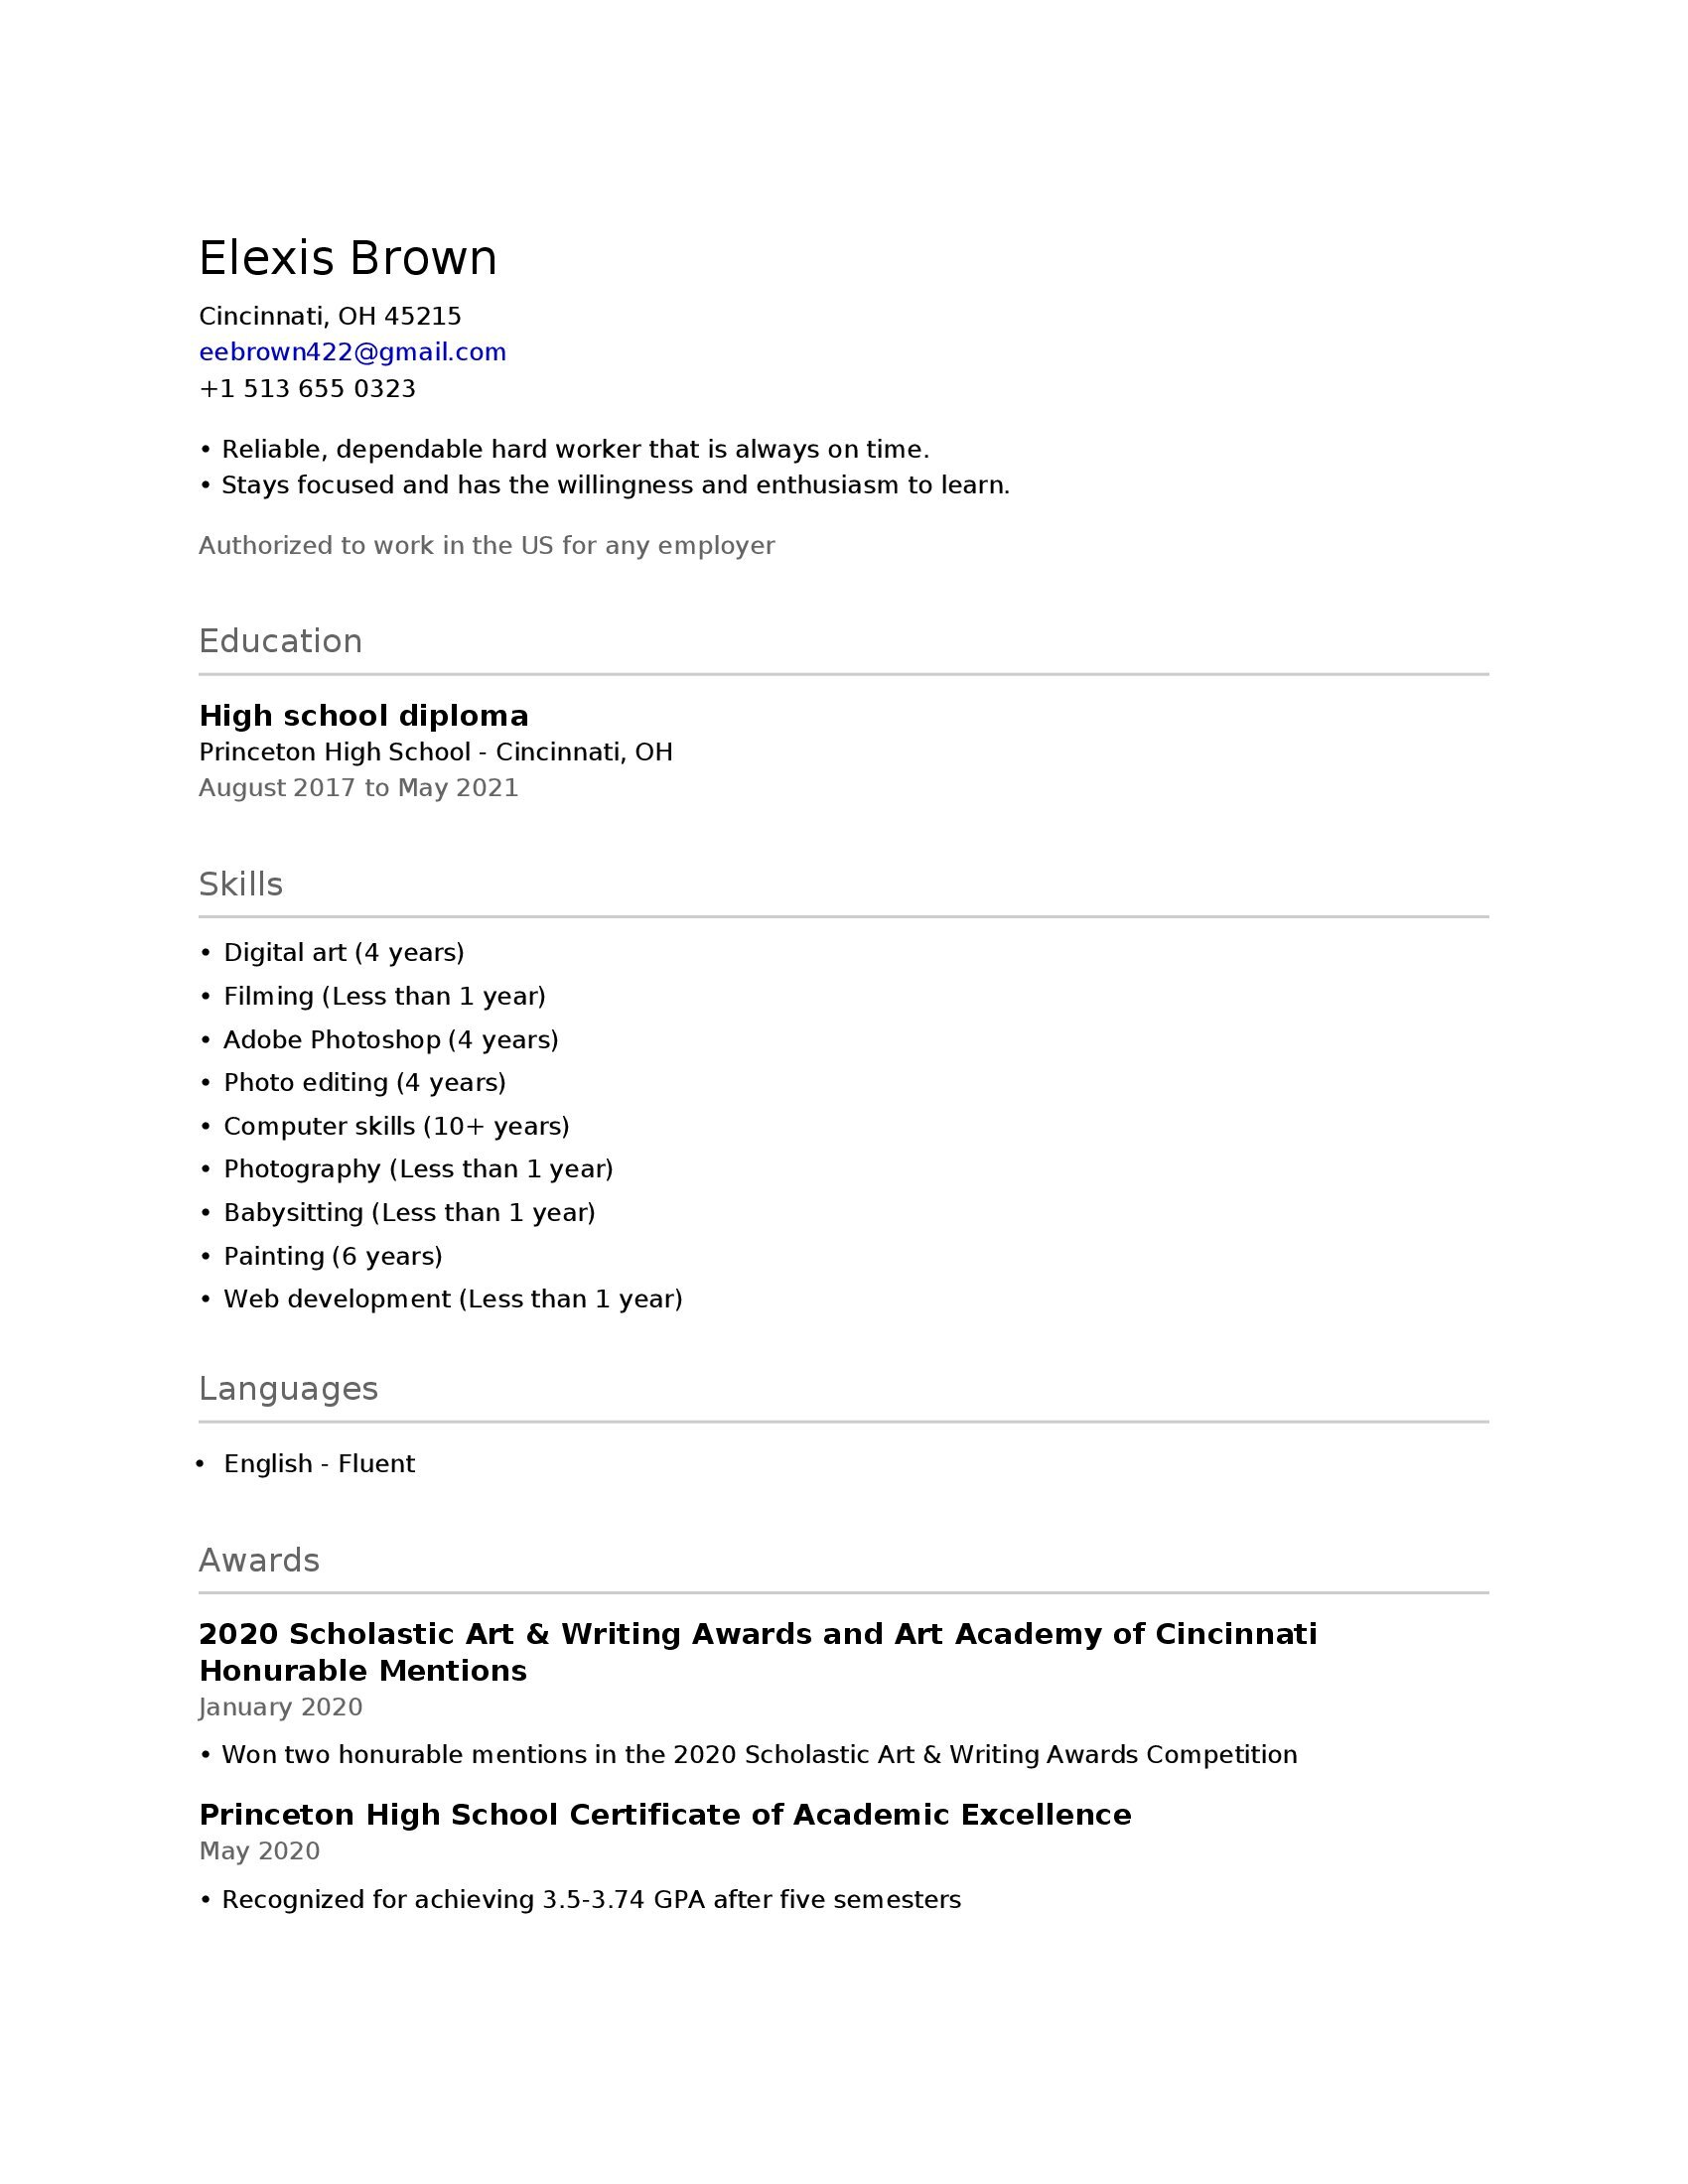 Elexis Brown
Cincinnati, OH 45215
eebrown422@gmail.com
+1 513 655 0323
• Reliable, dependable hard worker that is always on time.
• Stays focused and has the willingness and enthusiasm to learn.
Authorized to work in the US for any employer
Education
High school diploma
Princeton High School - Cincinnati, OH
August 2017 to May 2021
Skills
• Digital art (4 years)
• Filming (Less than 1 year)
• Adobe Photoshop (4 years)
• Photo editing (4 years)
• Computer skills (10+ years)
• Photography (Less than 1 year)
• Babysitting (Less than 1 year)
• Painting (6 years)
• Web development (Less than 1 year)
Languages
• English - Fluent
Awards
2020 Scholastic Art & Writing Awards and Art Academy of Cincinnati
Honurable Mentions
January 2020
• Won two honurable mentions in the 2020 Scholastic Art & Writing Awards Competition
Princeton High School Certificate of Academic Excellence
May 2020
• Recognized for achieving 3.5-3.74 GPA after five semesters